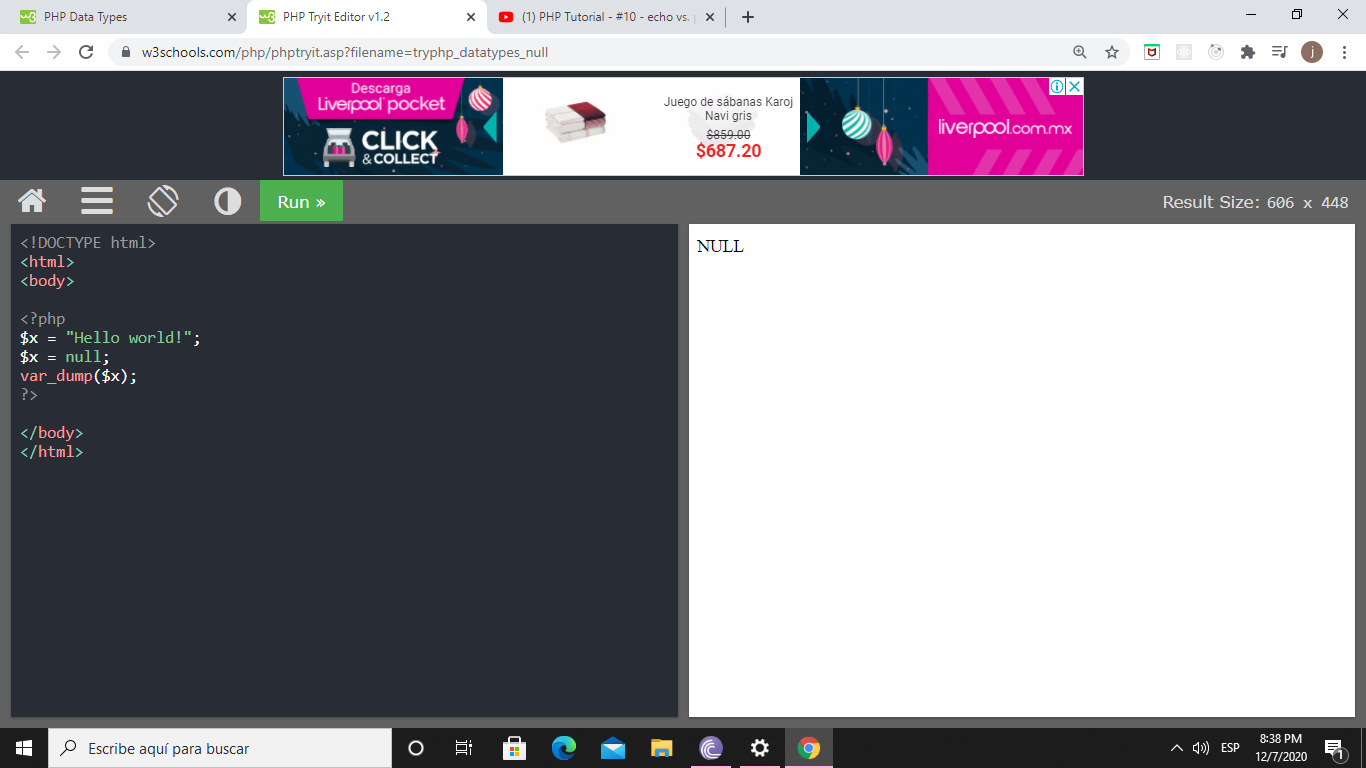 PHP Data Types
PHP Tryit Editor v1.2
(1) PHP Tutorial - #10 - echo vs.
w3schools.com/php/phptryit.asp?filename=tryphp_datatypes_null
j
Descarga
Liverpool pocket
CLICK
& COLLECT
Juego de sábanas Karoj
Navi gris
$859.00
$687.20
liverpool.com.mx
Run »
Result Size: 606 x 448
<!DOCTYPE html>
<html>
<body>
<?php
$x = "Hello world!";
$x = null;
var_dump($x);
?>
</body>
</html>
NULL
Escribe aquí para buscar
ESP
8:38 PM
12/7/2020
1